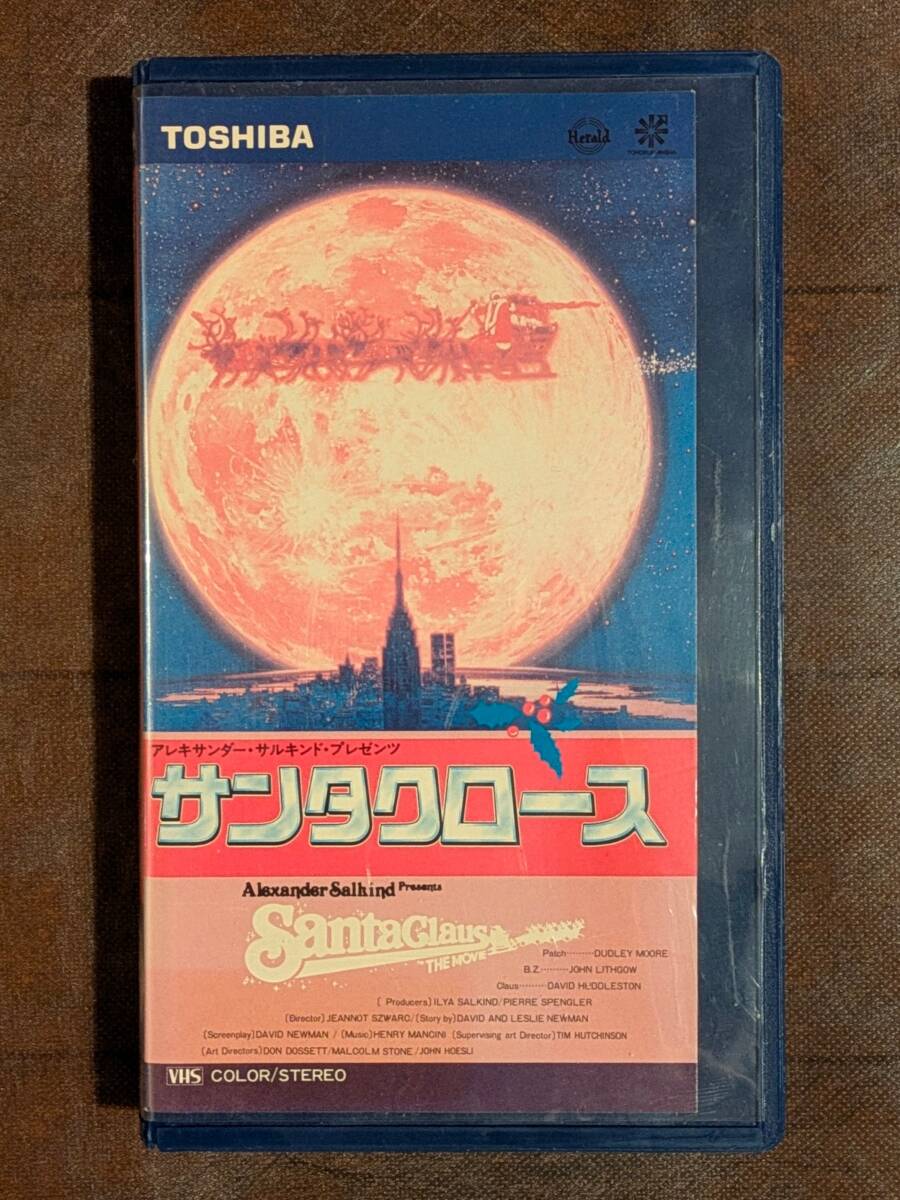 TOSHIBA
Herald
アレキサンダー・サルキンド・プレゼンツ
サンタクロース
Alexander Salkind Presents
Santa Claus
THE MOVIE
Patch………DUDLEY MOORE
B.Z.………JOHN LITHGOW
Claus………DAVID HUDDLESTON
(Producers) ILYA SALKIND/PIERRE SPENGLER
(Director) JEANNOT SZWARC/(Story by) DAVID AND LESLIE NEWMAN
(Screenplay) DAVID NEWMAN / (Music) HENRY MANCINI (Supervising art Director) TIM HUTCHINSON
(Art Directors) DON DOSSETT/MALCOLM STONE/JOHN HOESLI
VHS COLOR/STEREO